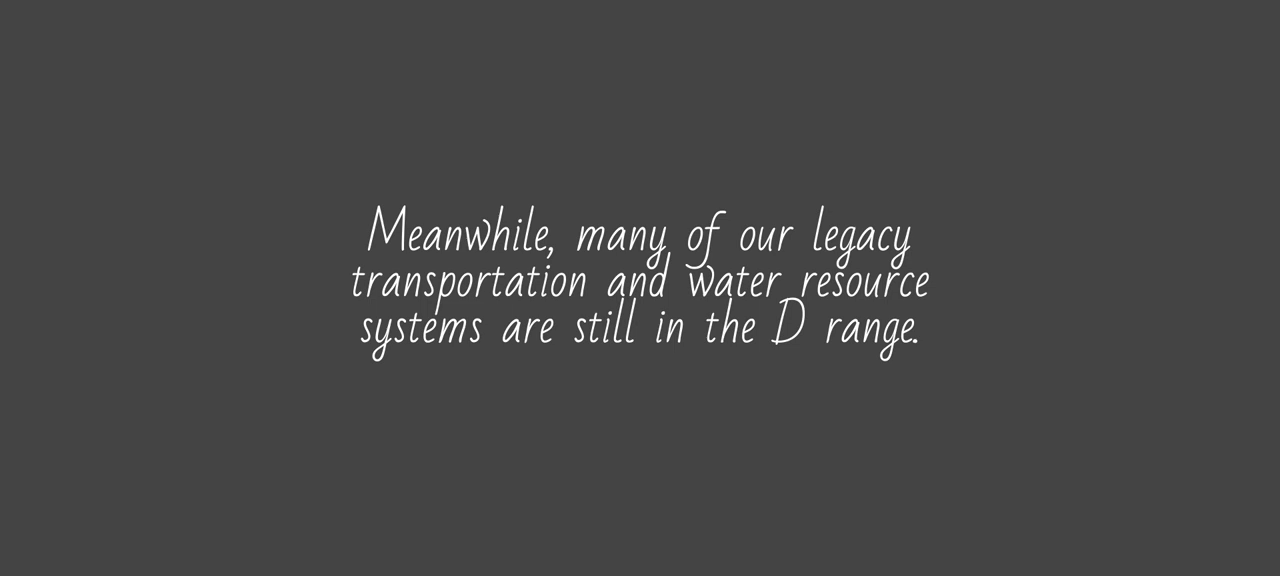 Meanwhile, many of our legacy
transportation and water resource
systems are still in the D range.